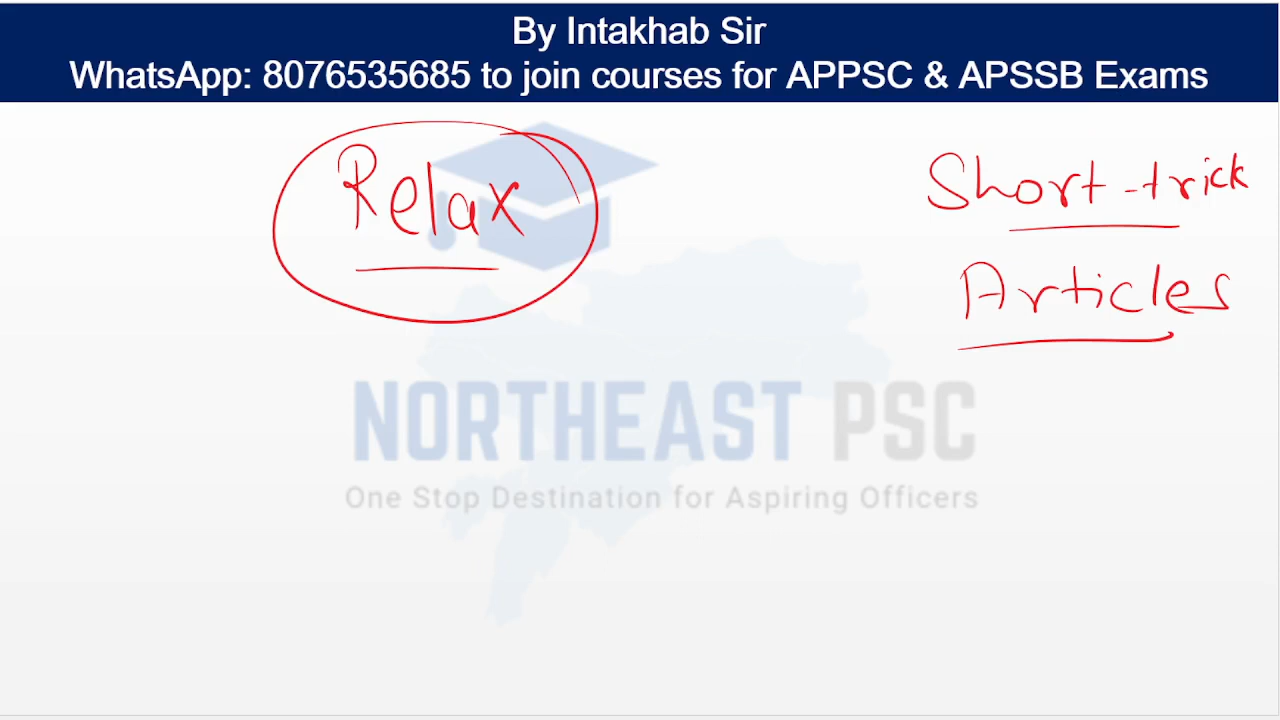 By Intakhab Sir
WhatsApp: 8076535685 to join courses for APPSC & APSSB Exams
Relax
Short-trick
Articles
NORTHEAST PSC
One Stop Destination for Aspiring Officers